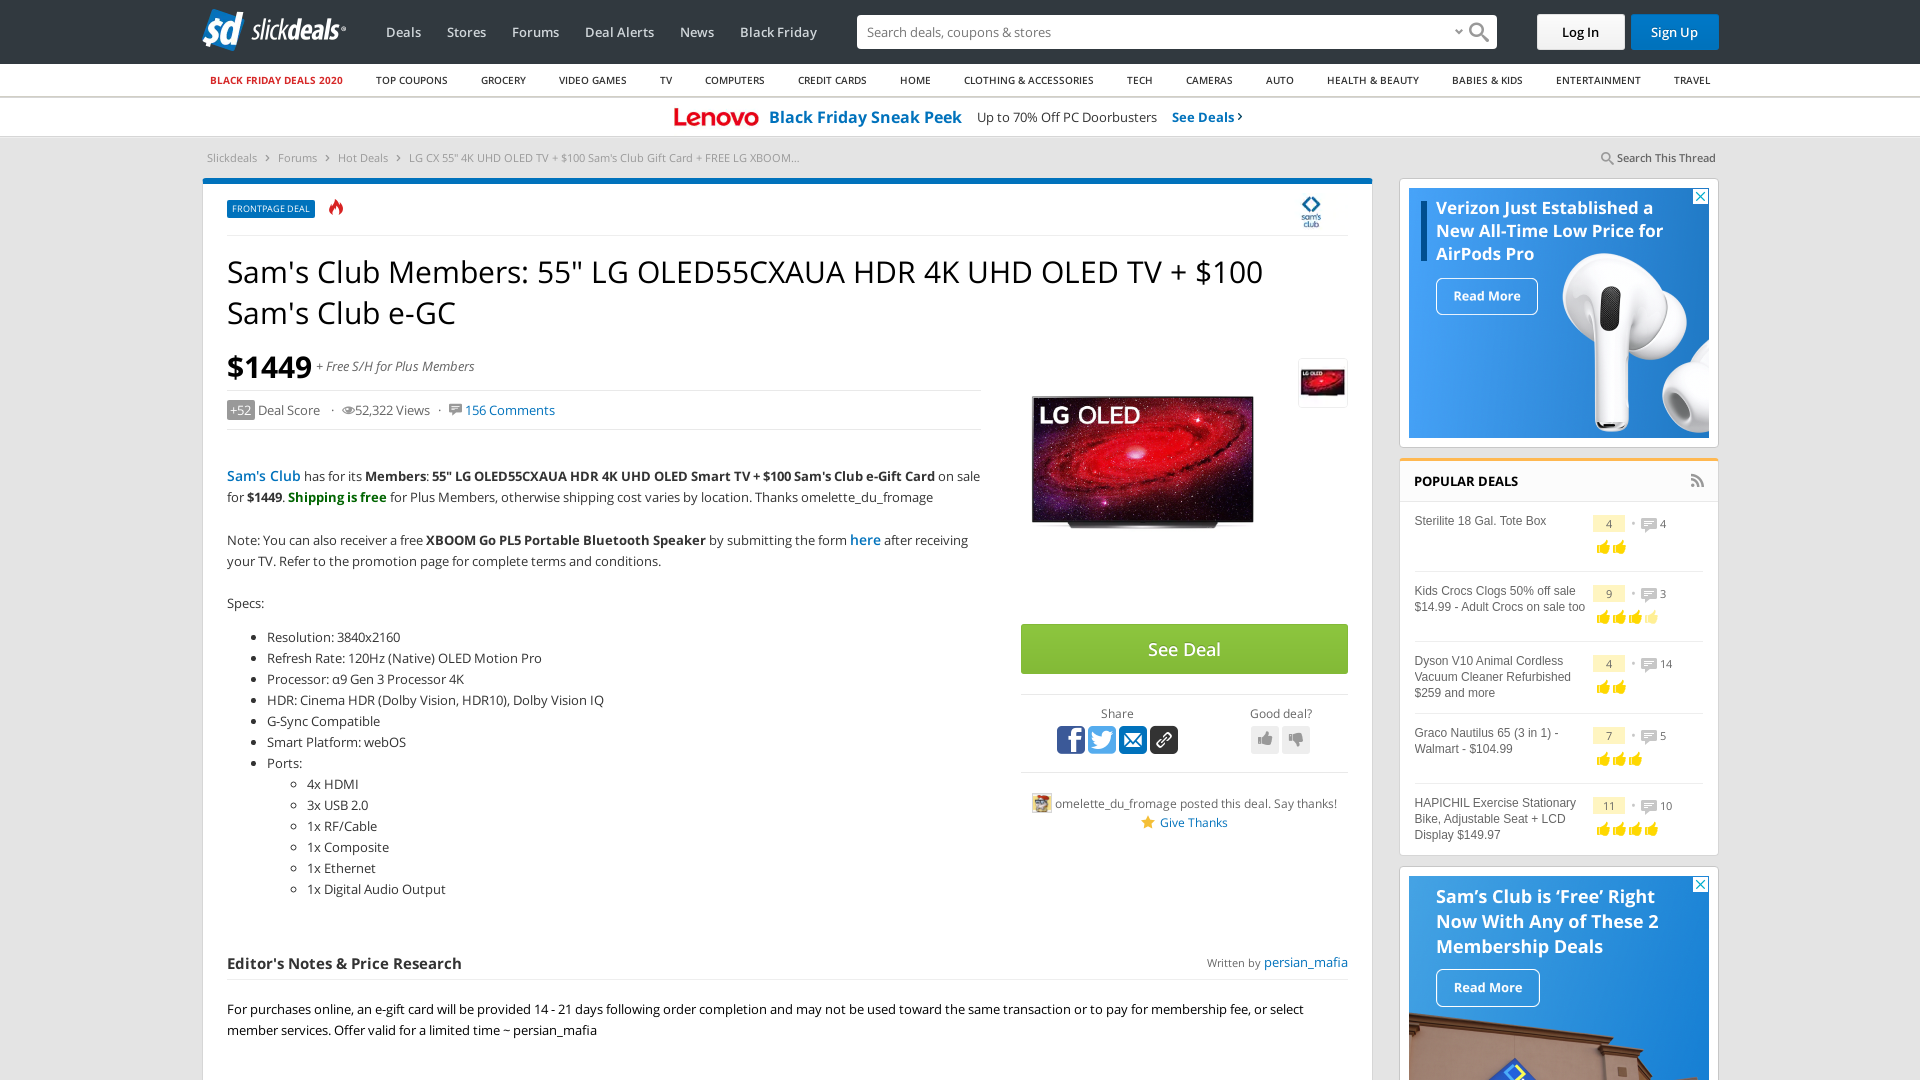 sd slickdeals®
Deals Stores Forums Deal Alerts News Black Friday
Search deals, coupons & shops
Log In
Sign Up
BLACK FRIDAY DEALS 2020 TOP COUPONS GROCERY VIDEO GAMES TV COMPUTERS CREDIT CARDS HOME CLOTHING & ACCESSORIES TECH CAMERAS AUTO HEALTH & BEAUTY BABIES & KIDS ENTERTAINMENT TRAVEL
Lenovo Black Friday Sneak Peek Up to 70% Off PC Doorbusters See Deals ›
Slickdeals › Forums › Hot Deals › LG CX 55" 4K UHD OLED TV + $100 Sam's Club Gift Card + FREE LG XBOOM...
Search This Thread
FRONTPAGE DEAL
sam's
club
Sam's Club Members: 55" LG OLED55CXAUA HDR 4K UHD OLED TV + $100
Sam's Club e-GC
$1449 + Free S/H for Plus Members
+52 Deal Score · 52,322 Views · 156 Comments
Sam's Club has for its Members: 55" LG OLED55CXAUA HDR 4K UHD OLED Smart TV + $100 Sam's Club e-Gift Card on sale
for $1449. Shipping is free for Plus Members, otherwise shipping cost varies by location. Thanks omelette_du_fromage
Note: You can also receiver a free XBOOM Go PL5 Portable Bluetooth Speaker by submitting the form here after receiving
your TV. Refer to the promotion page for complete terms and conditions.
Specs:
Resolution: 3840x2160
Refresh Rate: 120Hz (Native) OLED Motion Pro
Processor: α9 Gen 3 Processor 4K
HDR: Cinema HDR (Dolby Vision, HDR10), Dolby Vision IQ
G-Sync Compatible
Smart Platform: webOS
Ports:
4x HDMI
3x USB 2.0
1x RF/Cable
1x Composite
1x Ethernet
1x Digital Audio Output
LG OLED
LG OLED
See Deal
Share
Good deal?
omelette_du_fromage posted this deal. Say thanks!
Give Thanks
Editor's Notes & Price Research
Written by persian_mafia
For purchases online, an e-gift card will be provided 14 - 21 days following order completion and may not be used toward the same transaction or to pay for membership fee, or select
member services. Offer valid for a limited time ~ persian_mafia
Verizon Just Established a
New All-Time Low Price for
AirPods Pro
Read More
POPULAR DEALS
Sterilite 18 Gal. Tote Box
4 · 4
Kids Crocs Clogs 50% off sale
$14.99 - Adult Crocs on sale too
9 · 3
Dyson V10 Animal Cordless
Vacuum Cleaner Refurbished
$259 and more
4 · 14
Graco Nautilus 65 (3 in 1) -
Walmart - $104.99
7 · 5
HAPICHIL Exercise Stationary
Bike, Adjustable Seat + LCD
Display $149.97
11 · 10
Sam's Club is ‘Free’ Right
Now With Any of These 2
Membership Deals
Read More